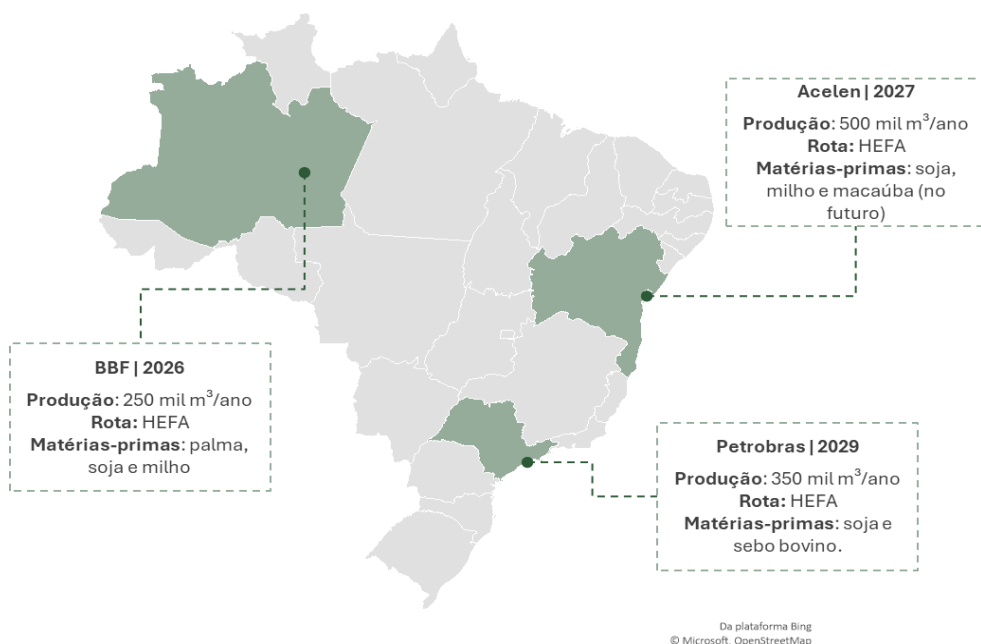 Acelen | 2027
Produção: 500 mil m³/ano
Rota: HEFA
Matérias-primas: soja,
milho e macaúba (no
futuro)
BBF | 2026
Produção: 250 mil m³/ano
Rota: HEFA
Matérias-primas: palma,
soja e milho
Petrobras | 2029
Produção: 350 mil m³/ano
Rota: HEFA
Matérias-primas: soja e
sebo bovino.
Da plataforma Bing
© Microsoft, OpenStreetMap